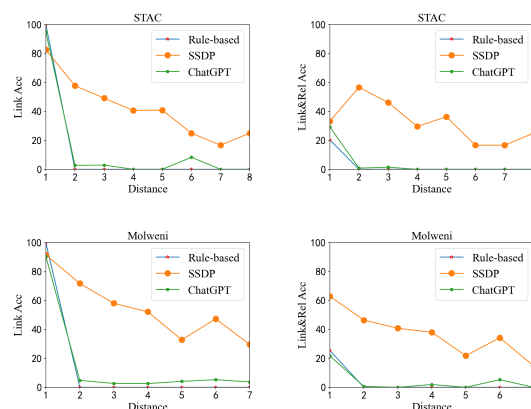 STAC
Link Acc
100
80
60
40
20
0
Rule-based
SSDP
ChatGPT
1 2 3 4 5 6 7 8
Distance
STAC
Link&Rel Acc
100
80
60
40
20
0
Rule-based
SSDP
ChatGPT
1 2 3 4 5 6 7
Distance
Molweni
Link Acc
100
80
60
40
20
0
Rule-based
SSDP
ChatGPT
1 2 3 4 5 6 7
Distance
Molweni
Link&Rel Acc
100
80
60
40
20
0
Rule-based
SSDP
ChatGPT
1 2 3 4 5 6
Distance